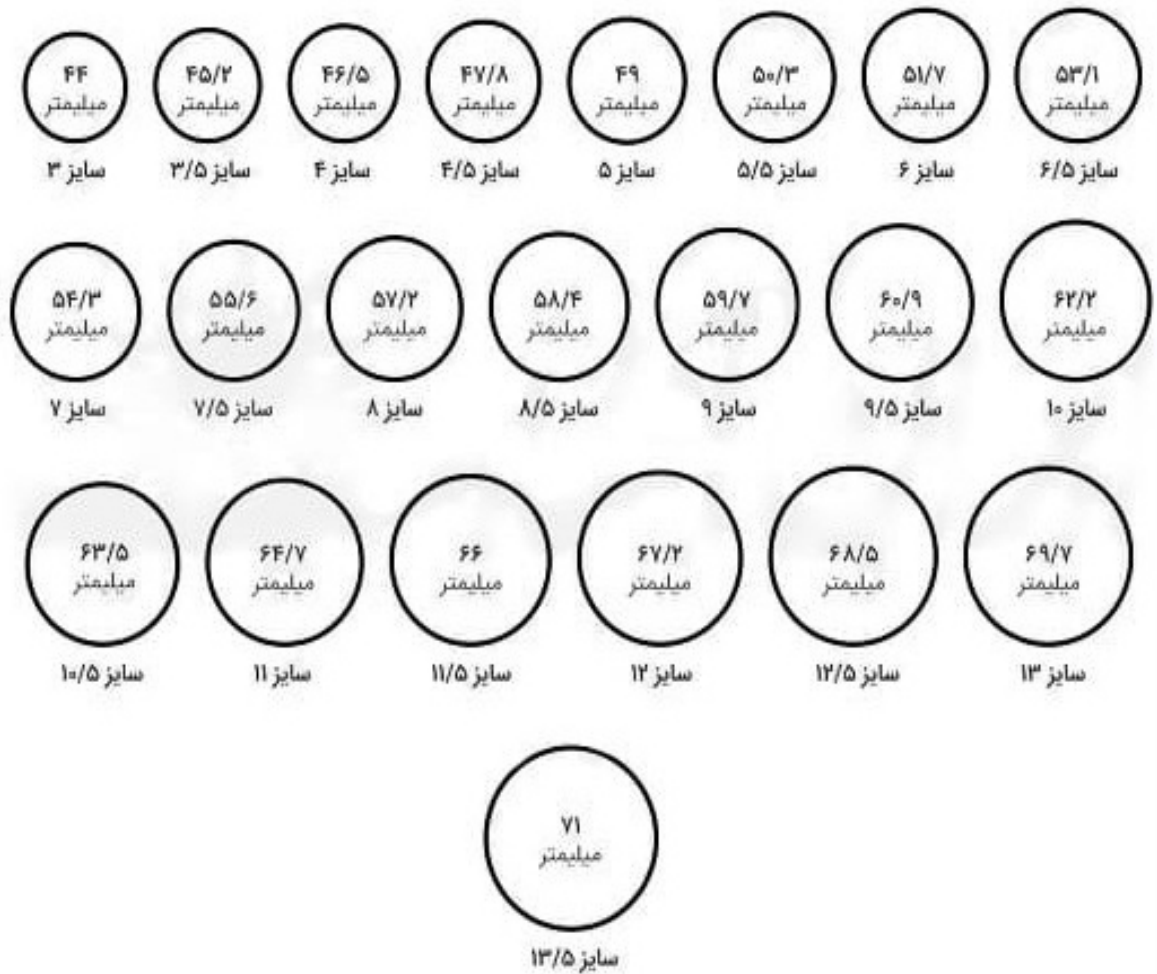 ۴۴
میلیمتر
سایز ۳
۴۵/۲
میلیمتر
سایز ۳/۵
۴۶/۵
میلیمتر
سایز ۴
۴۷/۸
میلیمتر
سایز ۴/۵
۴۹
میلیمتر
سایز ۵
۵۰/۳
میلیمتر
سایز ۵/۵
۵۱/۷
میلیمتر
سایز ۶
۵۳/۱
میلیمتر
سایز ۶/۵
۵۴/۳
میلیمتر
سایز ۷
۵۵/۶
میلیمتر
سایز ۷/۵
۵۷/۲
میلیمتر
سایز ۸
۵۸/۴
میلیمتر
سایز ۸/۵
۵۹/۷
میلیمتر
سایز ۹
۶۰/۹
میلیمتر
سایز ۹/۵
۶۲/۲
میلیمتر
سایز ۱۰
۶۳/۵
میلیمتر
سایز ۱۰/۵
۶۴/۷
میلیمتر
سایز ۱۱
۶۶
میلیمتر
سایز ۱۱/۵
۶۷/۲
میلیمتر
سایز ۱۲
۶۸/۵
میلیمتر
سایز ۱۲/۵
۶۹/۷
میلیمتر
سایز ۱۳
۷۱
میلیمتر
سایز ۱۳/۵